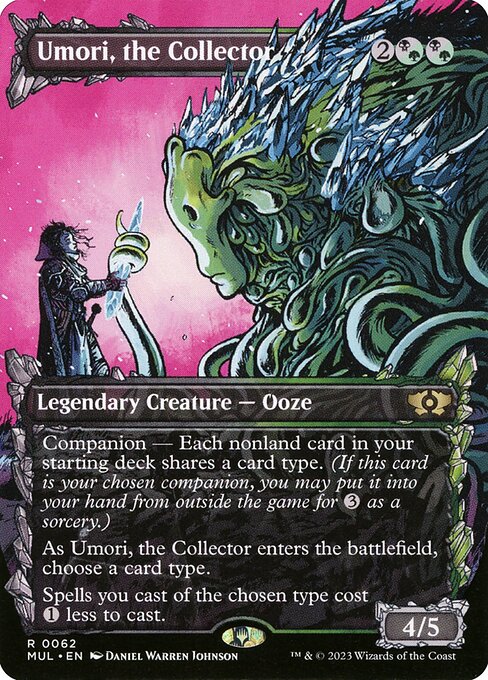 Umori, the Collector 2
Legendary Creature — Ooze
Companion — Each nonland card in your
starting deck shares a card type. (If this card
is your chosen companion, you may put it into
your hand from outside the game for 3 as a
sorcery.)
As Umori, the Collector enters the battlefield,
choose a card type.
Spells you cast of the chosen type cost
1 less to cast.
4/5
R 0062
MUL • EN Daniel Warren Johnson ™ & © 2023 Wizards of the Coast